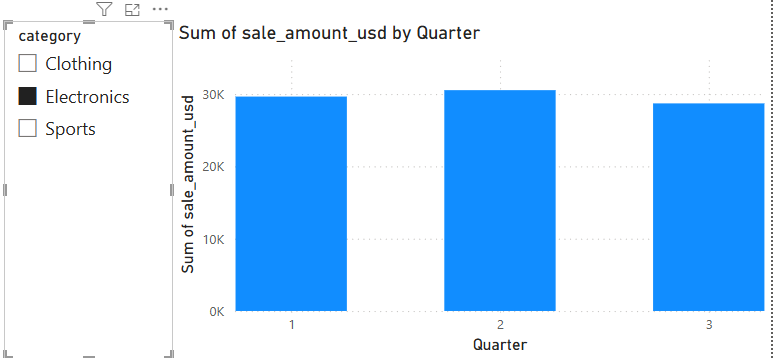 category
Clothing
Electronics
Sports
Sum of sale_amount_usd by Quarter
Sum of sale_amount_usd
30K
20K
10K
0K
1 2 3
Quarter